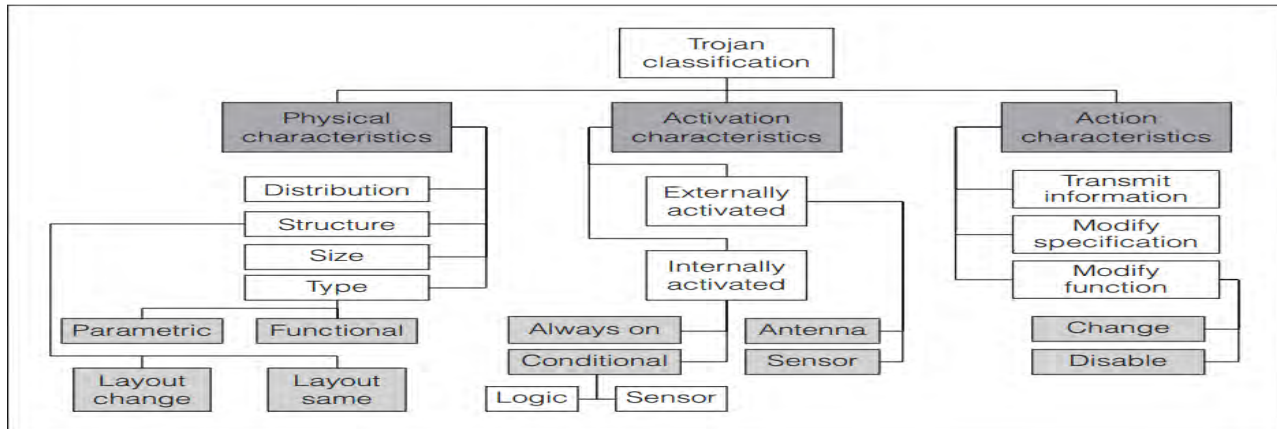 Trojan
classification
Physical
characteristics
Activation
characteristics
Action
characteristics
Distribution
Structure
Size
Type
Parametric
Functional
Layout
change
Layout
same
Externally
activated
Internally
activated
Always on
Conditional
Logic
Sensor
Antenna
Sensor
Transmit
information
Modify
specification
Modify
function
Change
Disable